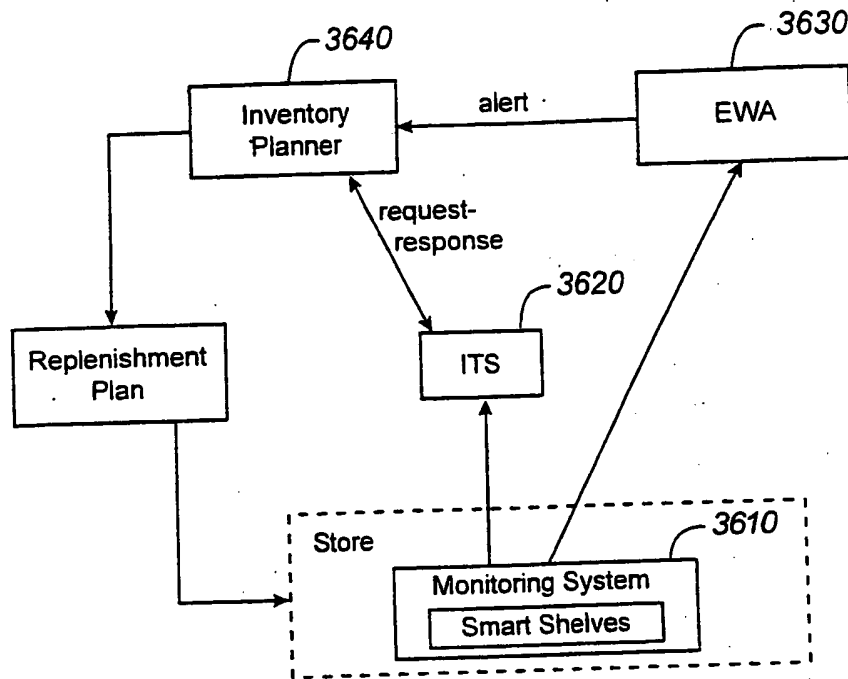 3640
3630
Inventory
Planner
alert
EWA
request-
response
3620
Replenishment
Plan
ITS
3610
Store
Monitoring System
Smart Shelves